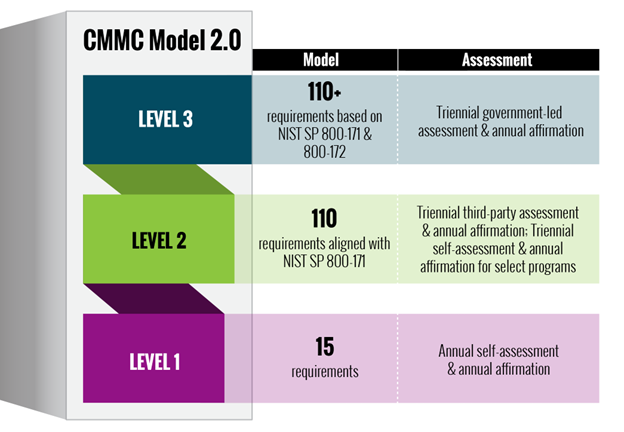 CMMC Model 2.0
Model
Assessment
LEVEL 3
110+
requirements based on
NIST SP 800-171 &
800-172
Triennial government-led
assessment & annual affirmation
LEVEL 2
110
requirements aligned with
NIST SP 800-171
Triennial third-party assessment
& annual affirmation; Triennial
self-assessment & annual
affirmation for select programs
LEVEL 1
15
requirements
Annual self-assessment
& annual affirmation